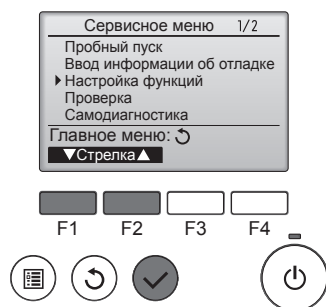 Сервисное меню 1/2
Пробный пуск
Ввод информации об отладке
Настройка функций
Проверка
Самодиагностика
Главное меню:
▼Стрелка▲
F1 F2 F3 F4